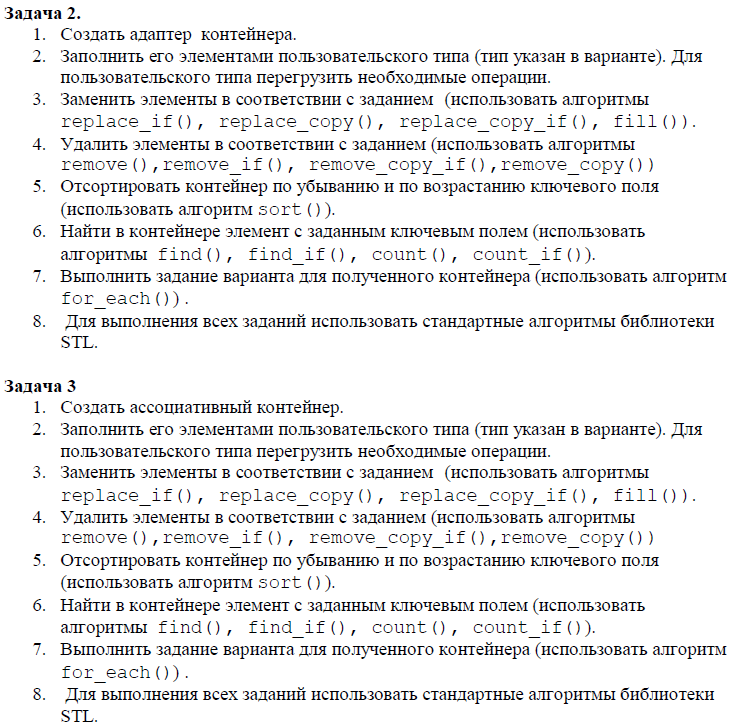 Задача 2.
1. Создать адаптер контейнера.
2. Заполнить его элементами пользовательского типа (тип указан в варианте). Для
пользовательского типа перегрузить необходимые операции.
3. Заменить элементы в соответствии с заданием (использовать алгоритмы
replace_if(), replace_copy(), replace_copy_if(), fill()).
4. Удалить элементы в соответствии с заданием (использовать алгоритмы
remove(),remove_if(), remove_copy_if(),remove_copy())
5. Отсортировать контейнер по убыванию и по возрастанию ключевого поля
(использовать алгоритм sort()).
6. Найти в контейнере элемент с заданным ключевым полем (использовать
алгоритмы find(), find_if(), count(), count_if()).
7. Выполнить задание варианта для полученного контейнера (использовать алгоритм
for_each()).
8. Для выполнения всех заданий использовать стандартные алгоритмы библиотеки
STL.
Задача 3
1. Создать ассоциативный контейнер.
2. Заполнить его элементами пользовательского типа (тип указан в варианте). Для
пользовательского типа перегрузить необходимые операции.
3. Заменить элементы в соответствии с заданием (использовать алгоритмы
replace_if(), replace_copy(), replace_copy_if(), fill()).
4. Удалить элементы в соответствии с заданием (использовать алгоритмы
remove(),remove_if(), remove_copy_if(),remove_copy())
5. Отсортировать контейнер по убыванию и по возрастанию ключевого поля
(использовать алгоритм sort()).
6. Найти в контейнере элемент с заданным ключевым полем (использовать
алгоритмы find(), find_if(), count(), count_if()).
7. Выполнить задание варианта для полученного контейнера (использовать алгоритм
for_each()).
8. Для выполнения всех заданий использовать стандартные алгоритмы библиотеки
STL.